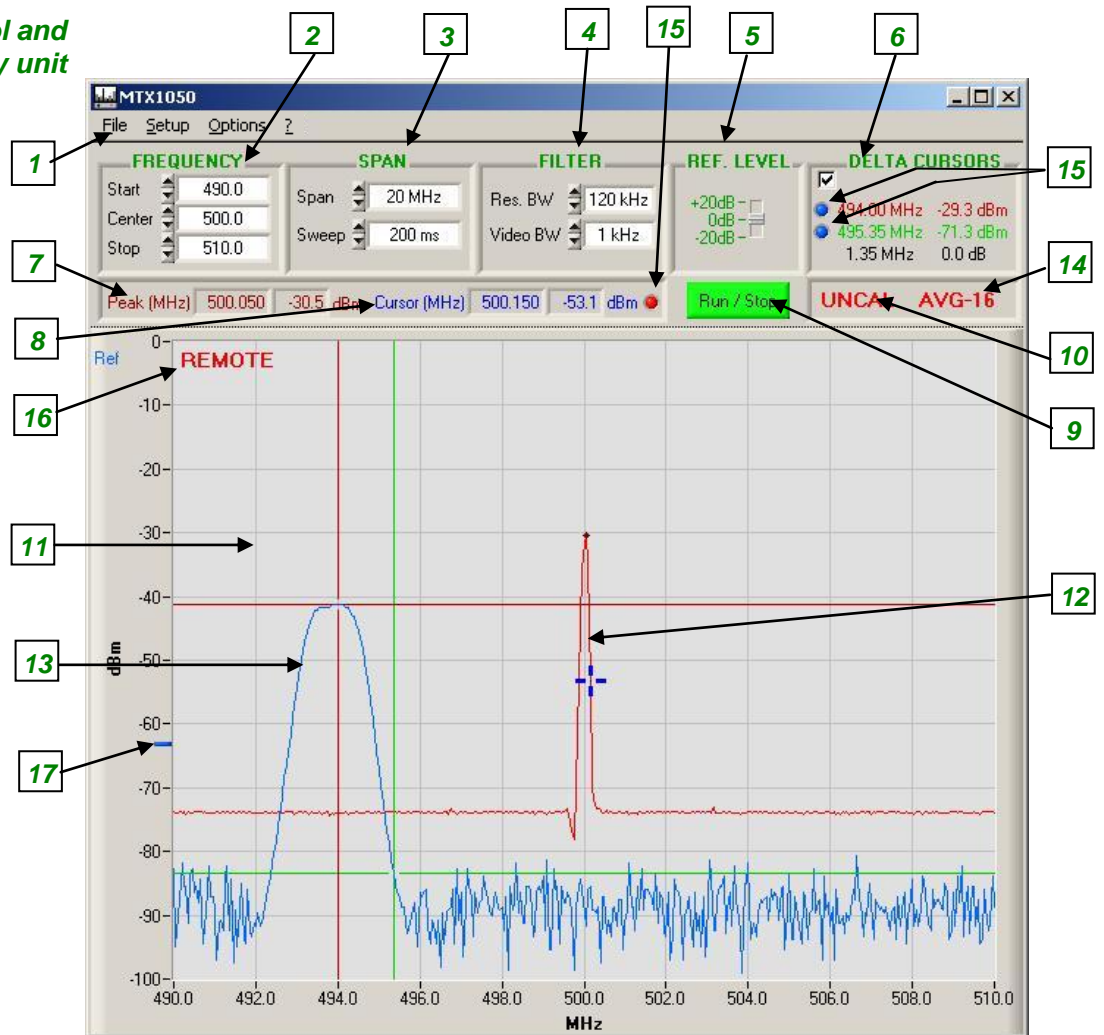 ol and
y unit
2 3 4 15 5 6
MTX1050
File Setup Options ?
1
FREQUENCY SPAN FILTER REF. LEVEL DELTA CURSORS
Start 490.0
Center 500.0
Stop 510.0
Span 20 MHz
Sweep 200 ms
Res. BW 120 kHz
Video BW 1 kHz
+20dB
0dB
-20dB
494.00 MHz -29.3 dBm
495.35 MHz -71.3 dBm
1.35 MHz 0.0 dB
15
7
14
Peak (MHz) 500.050 -30.5 dBm Cursor (MHz) 500.150 -53.1 dBm Run / Stop UNCAL AVG-16
8
10
Ref
REMOTE
16
9
11
12
13
17
0
-10
-20
-30
-40
-50
-60
-70
-80
-90
-100
dBm
490.0 492.0 494.0 496.0 498.0 500.0 502.0 504.0 506.0 508.0 510.0
MHz